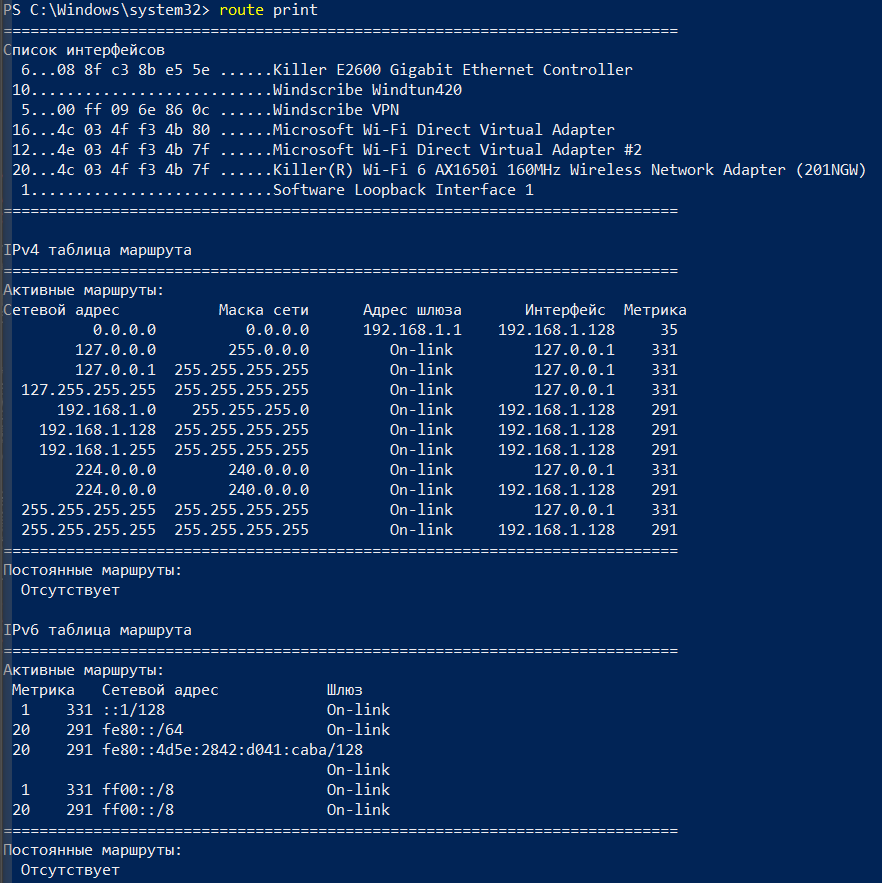 PS C:\Windows\system32> route print
===========================================================================
Список интерфейсов
  6...08 8f c3 8b e5 5e ......Killer E2600 Gigabit Ethernet Controller
 10...........................Windscribe Windtun420
  5...00 ff 09 6e 86 0c ......Windscribe VPN
 16...4c 03 4f f3 4b 80 ......Microsoft Wi-Fi Direct Virtual Adapter
 12...4e 03 4f f3 4b 7f ......Microsoft Wi-Fi Direct Virtual Adapter #2
 20...4c 03 4f f3 4b 7f ......Killer(R) Wi-Fi 6 AX1650i 160MHz Wireless Network Adapter (201NGW)
  1...........................Software Loopback Interface 1
===========================================================================

IPv4 таблица маршрута
===========================================================================
Активные маршруты:
Сетевой адрес           Маска сети      Адрес шлюза       Интерфейс  Метрика
          0.0.0.0          0.0.0.0      192.168.1.1    192.168.1.128     35
        127.0.0.0        255.0.0.0         On-link         127.0.0.1    331
        127.0.0.1  255.255.255.255         On-link         127.0.0.1    331
  127.255.255.255  255.255.255.255         On-link         127.0.0.1    331
      192.168.1.0    255.255.255.0         On-link     192.168.1.128    291
    192.168.1.128  255.255.255.255         On-link     192.168.1.128    291
    192.168.1.255  255.255.255.255         On-link     192.168.1.128    291
        224.0.0.0        240.0.0.0         On-link         127.0.0.1    331
        224.0.0.0        240.0.0.0         On-link     192.168.1.128    291
  255.255.255.255  255.255.255.255         On-link         127.0.0.1    331
  255.255.255.255  255.255.255.255         On-link     192.168.1.128    291
===========================================================================
Постоянные маршруты:
  Отсутствует

IPv6 таблица маршрута
===========================================================================
Активные маршруты:
 Метрика   Сетевой адрес            Шлюз
  1    331 ::1/128                  On-link
 20    291 fe80::/64                On-link
 20    291 fe80::4d5e:2842:d041:caba/128
                                    On-link
  1    331 ff00::/8                 On-link
 20    291 ff00::/8                 On-link
===========================================================================
Постоянные маршруты:
  Отсутствует